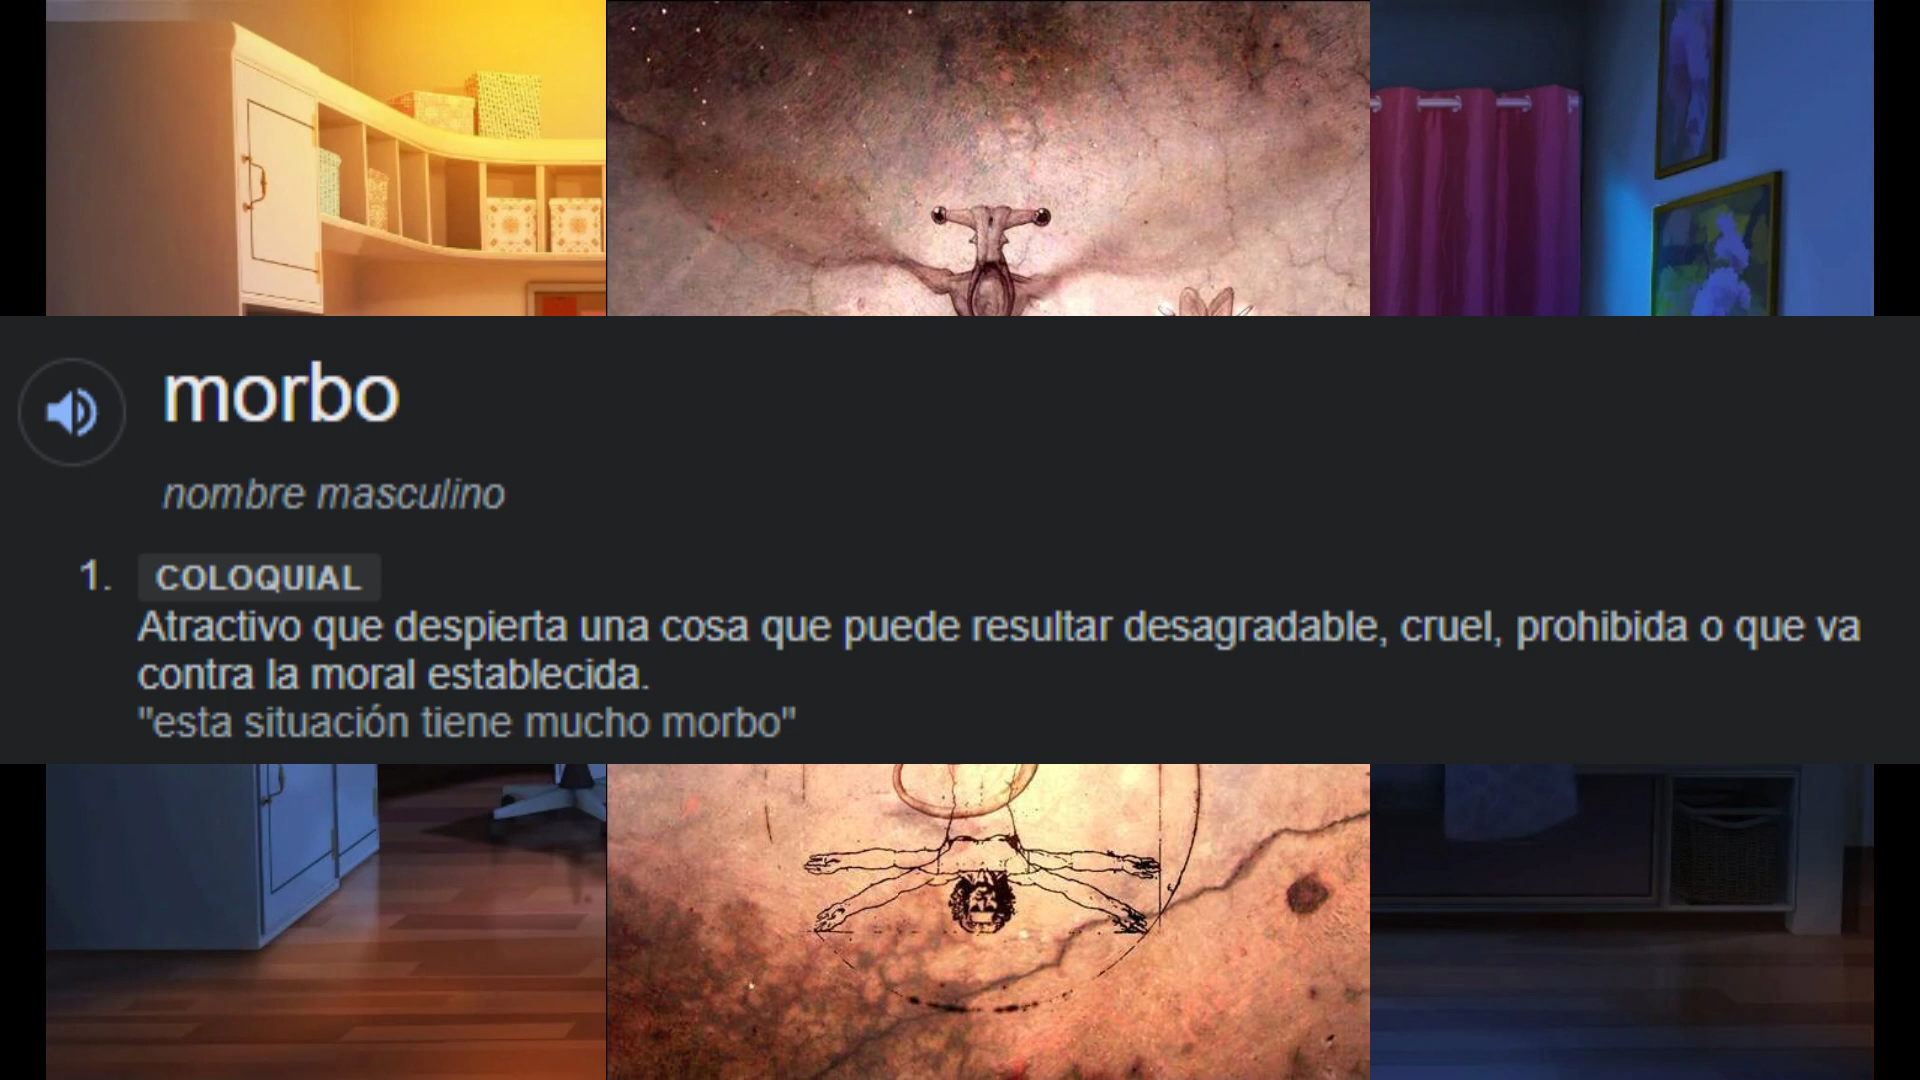 morbo
nombre masculino
1. COLOQUIAL
Atractivo que despierta una cosa que puede resultar desagradable, cruel, prohibida o que va
contra la moral establecida.
"esta situación tiene mucho morbo"